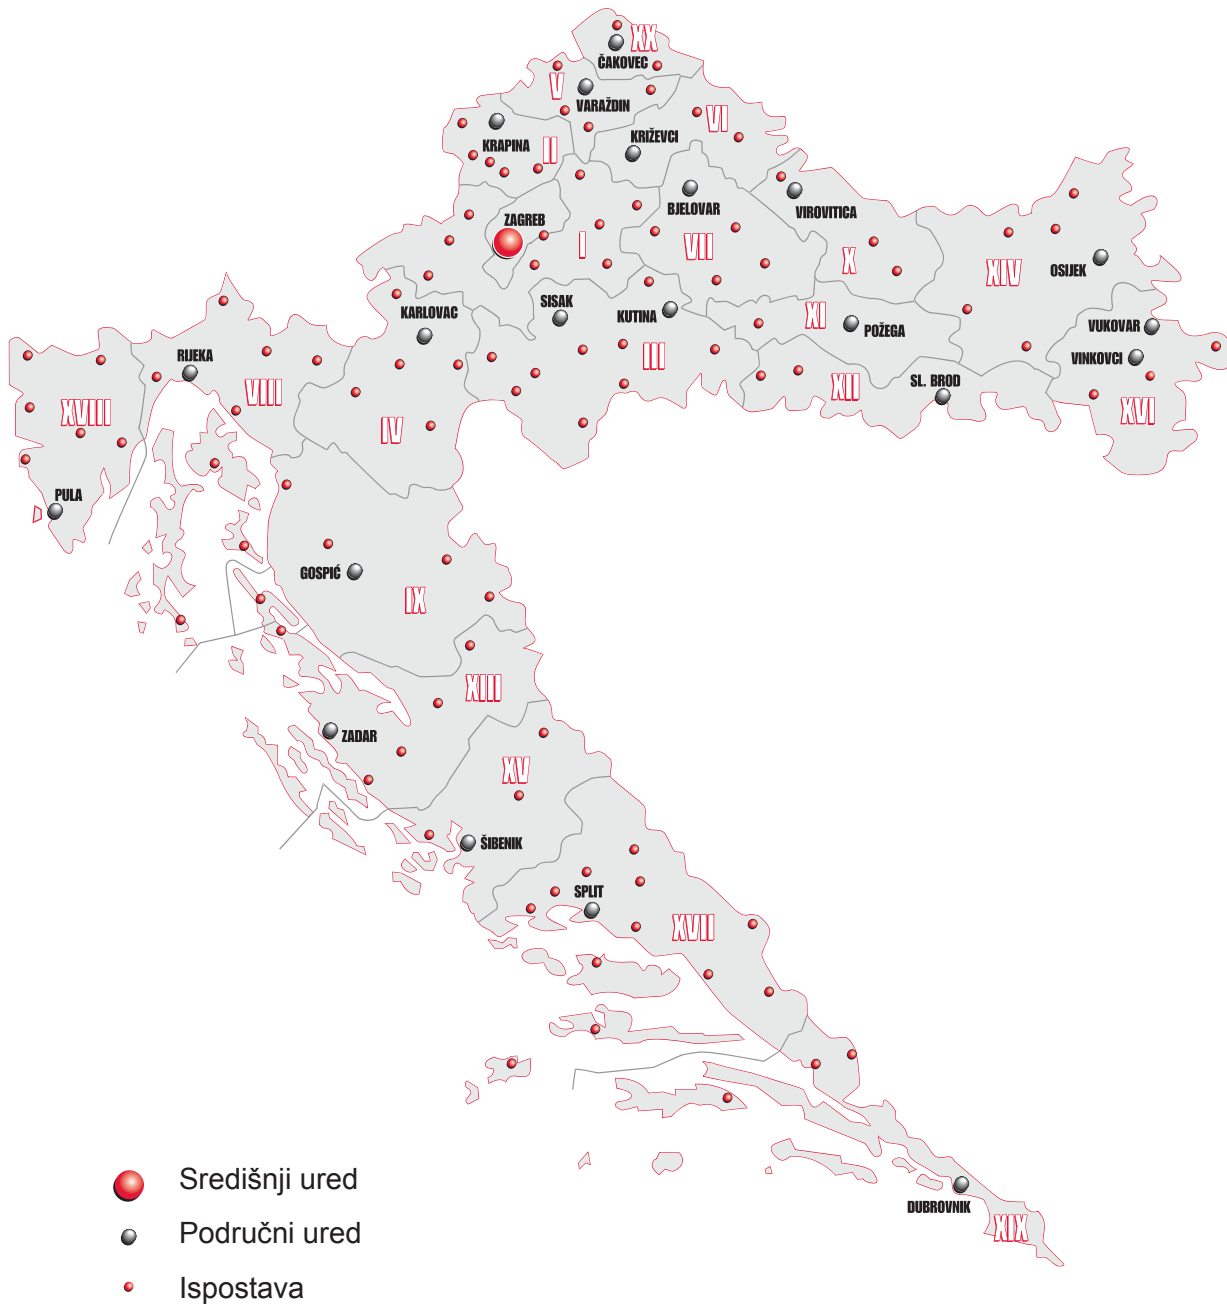 XX
ČAKOVEC
V
VARAŽDIN
VI
KRIŽEVCI
KRAPINA
II
BJELOVAR
VIROVITICA
ZAGREB
I
VII
X
XIV
OSIJEK
SISAK
KUTINA
XI
POŽEGA
VUKOVAR
KARLOVAC
VINKOVCI
RIJEKA
III
SL. BROD
XII
VIII
XVI
XVIII
IV
PULA
GOSPIĆ
IX
XIII
ZADAR
XV
ŠIBENIK
SPLIT
XVII
DUBROVNIK
XIX
Središnji ured
Područni ured
Ispostava